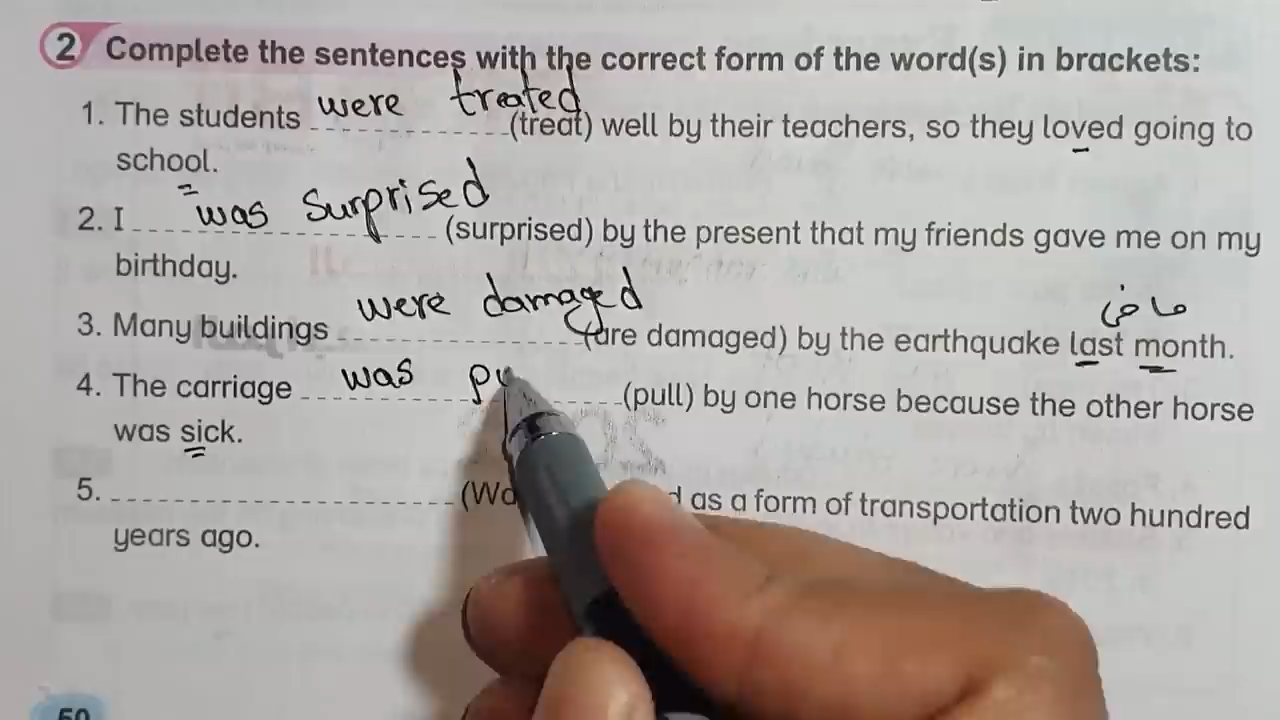 2 Complete the sentences with the correct form of the word(s) in brackets:
were treated
1. The students (treat) well by their teachers, so they loved going to
school.
was surprised
2. I (surprised) by the present that my friends gave me on my
birthday.
were damaged ماضى
3. Many buildings (are damaged) by the earthquake last month.
was pu
4. The carriage (pull) by one horse because the other horse
was sick.
5. as a form of transportation two hundred
years ago.
50